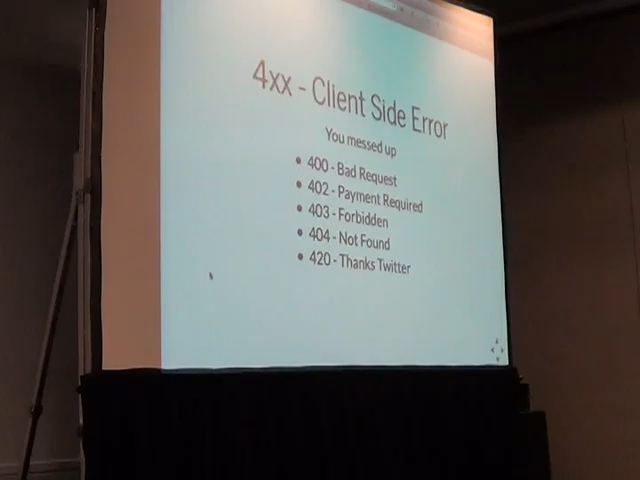 4xx - Client Side Error
You messed up
400 - Bad Request
402 - Payment Required
403 - Forbidden
404 - Not Found
420 - Thanks Twitter